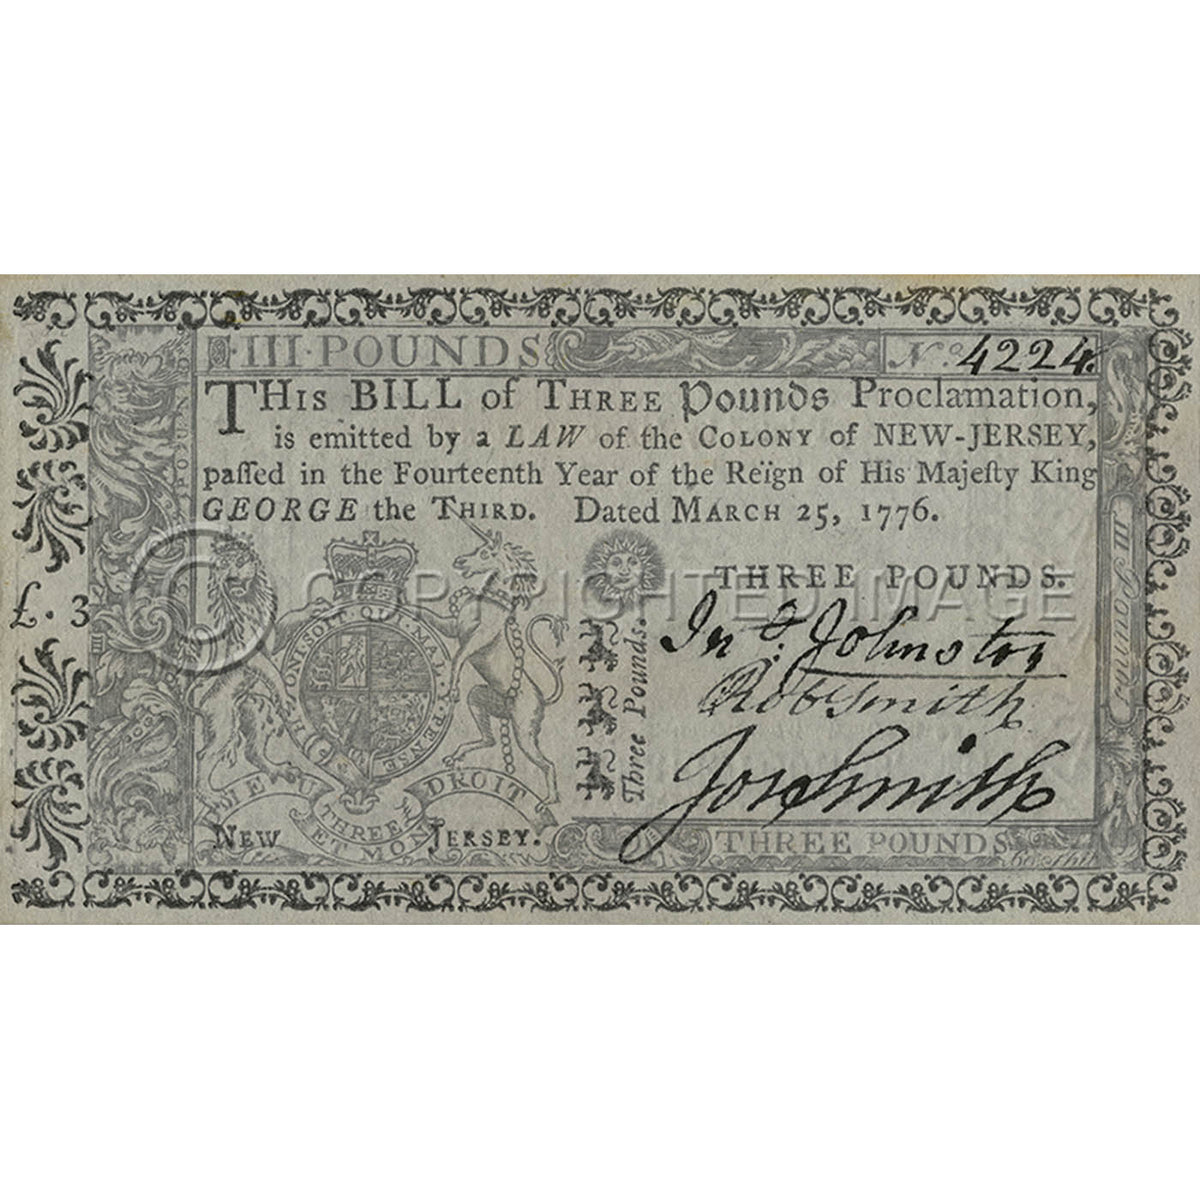 ·III·POUNDS
No. 4224.
THis BILL of THREE Pounds Proclamation,
is emitted by a LAW of the COLONY of NEW-JERSEY,
paſſed in the Fourteenth Year of the Reïgn of His Majeſty King
GEORGE the THIRD. Dated MARCH 25, 1776.
THREE POUNDS.
£. 3
© COPYRIGHTED IMAGE
HONI SOIT QUI MAL Y PENSE
DIEU ET MON DROIT
THREE
Three Pounds.
III Pounds
Jno. Johnston
Rob Smith
Jos Smith
NEW JERSEY.
THREE POUNDS